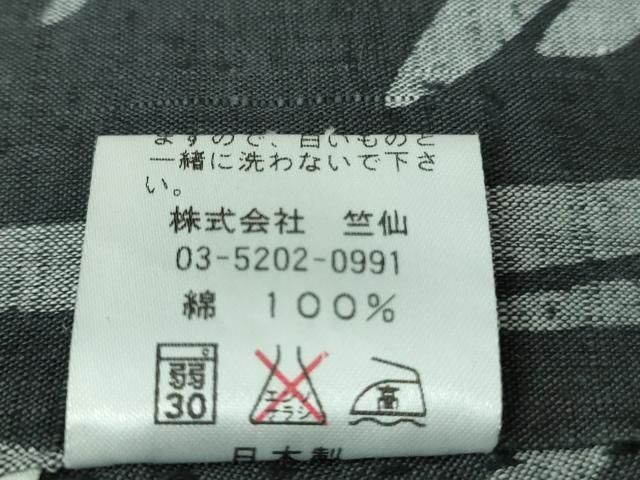 ますので、白いものと
一緒に洗わないで下さ
い。
株式会社 竺仙
03-5202-0991
綿 100%
弱 エンソ 高
30 サラシ
日本製